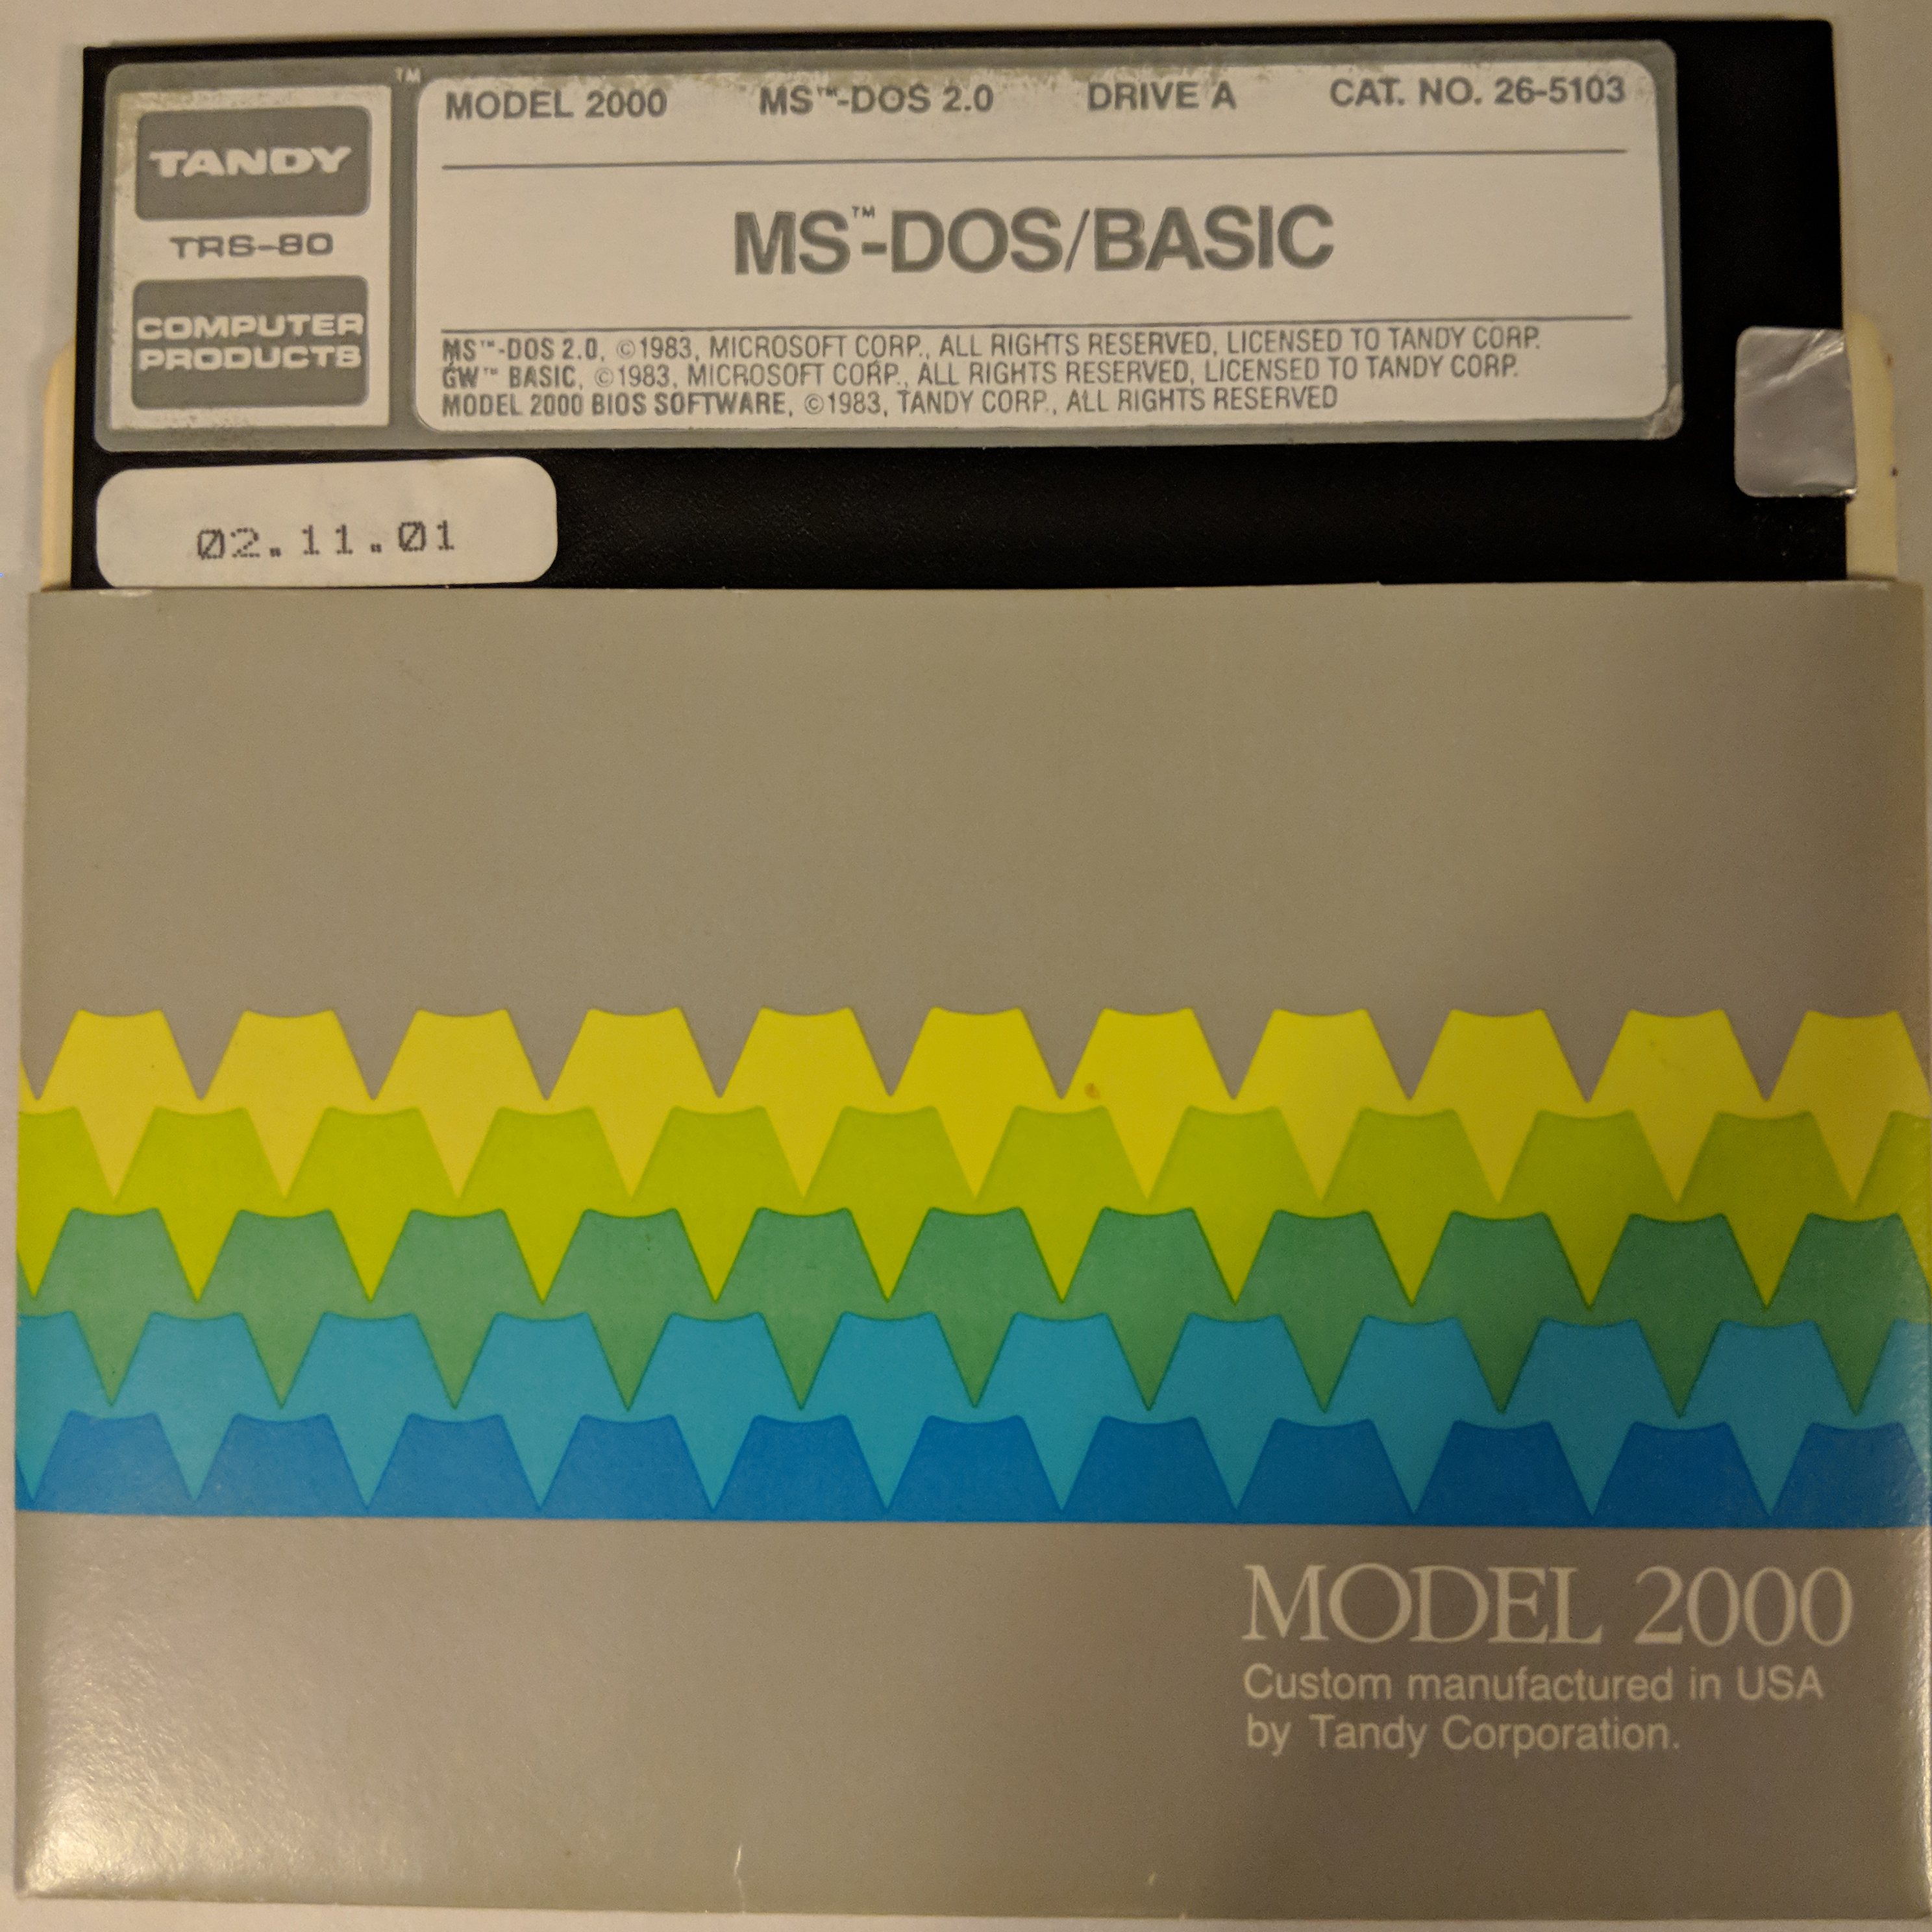 TANDY
TRS-80
COMPUTER
PRODUCTS
TM
MODEL 2000 MS™-DOS 2.0 DRIVE A CAT. NO. 26-5103
MS™-DOS/BASIC
MS™-DOS 2.0, ©1983, MICROSOFT CORP., ALL RIGHTS RESERVED, LICENSED TO TANDY CORP.
GW™ BASIC, ©1983, MICROSOFT CORP., ALL RIGHTS RESERVED, LICENSED TO TANDY CORP.
MODEL 2000 BIOS SOFTWARE, ©1983, TANDY CORP., ALL RIGHTS RESERVED
02.11.01
MODEL 2000
Custom manufactured in USA
by Tandy Corporation.